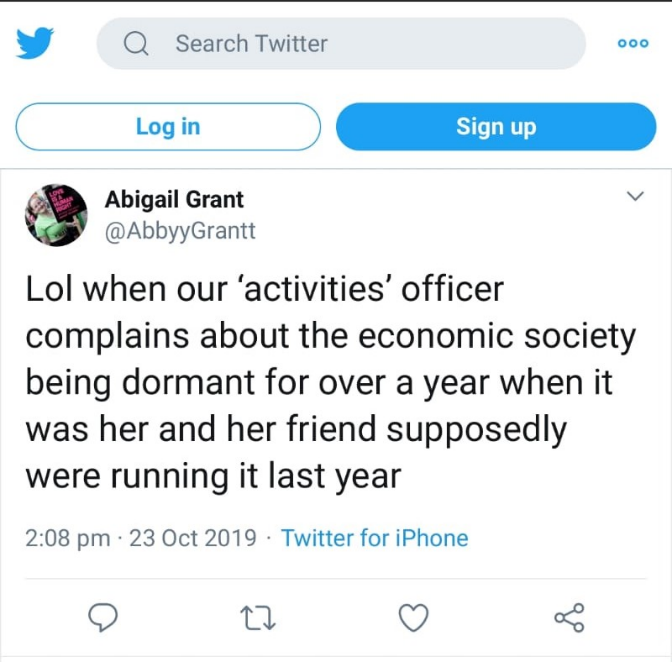 Search Twitter
Log in
Sign up
Abigail Grant
@AbbyyGrantt
Lol when our ‘activities’ officer
complains about the economic society
being dormant for over a year when it
was her and her friend supposedly
were running it last year
2:08 pm · 23 Oct 2019 · Twitter for iPhone